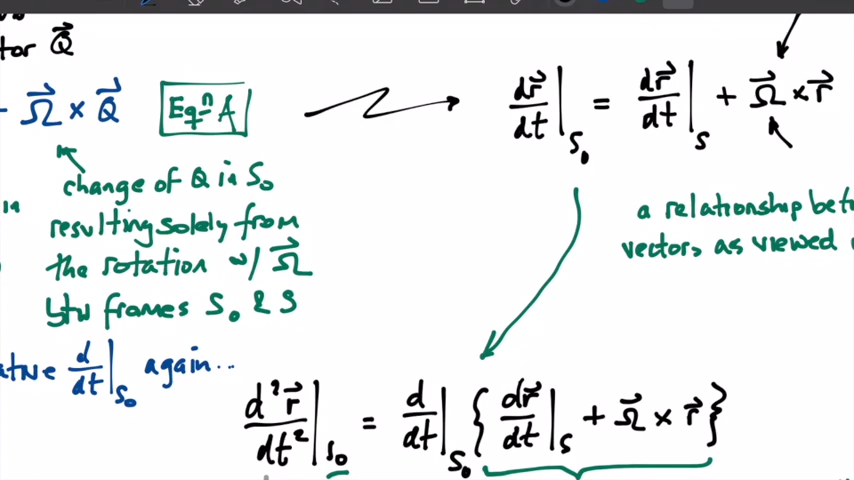 tor Q⃗
Ω⃗ × Q⃗
Eqⁿ A
dr⃗/dt|S₀ = dr⃗/dt|S + Ω⃗ × r⃗
change of Q in S₀
resulting solely from
the rotation w/ Ω⃗
btw frames S₀ & S
a relationship betw
vectors as viewed
ative d/dt|S₀ again...
d²r⃗/dt²|S₀ = d/dt|S₀ { dr⃗/dt|S + Ω⃗ × r⃗ }